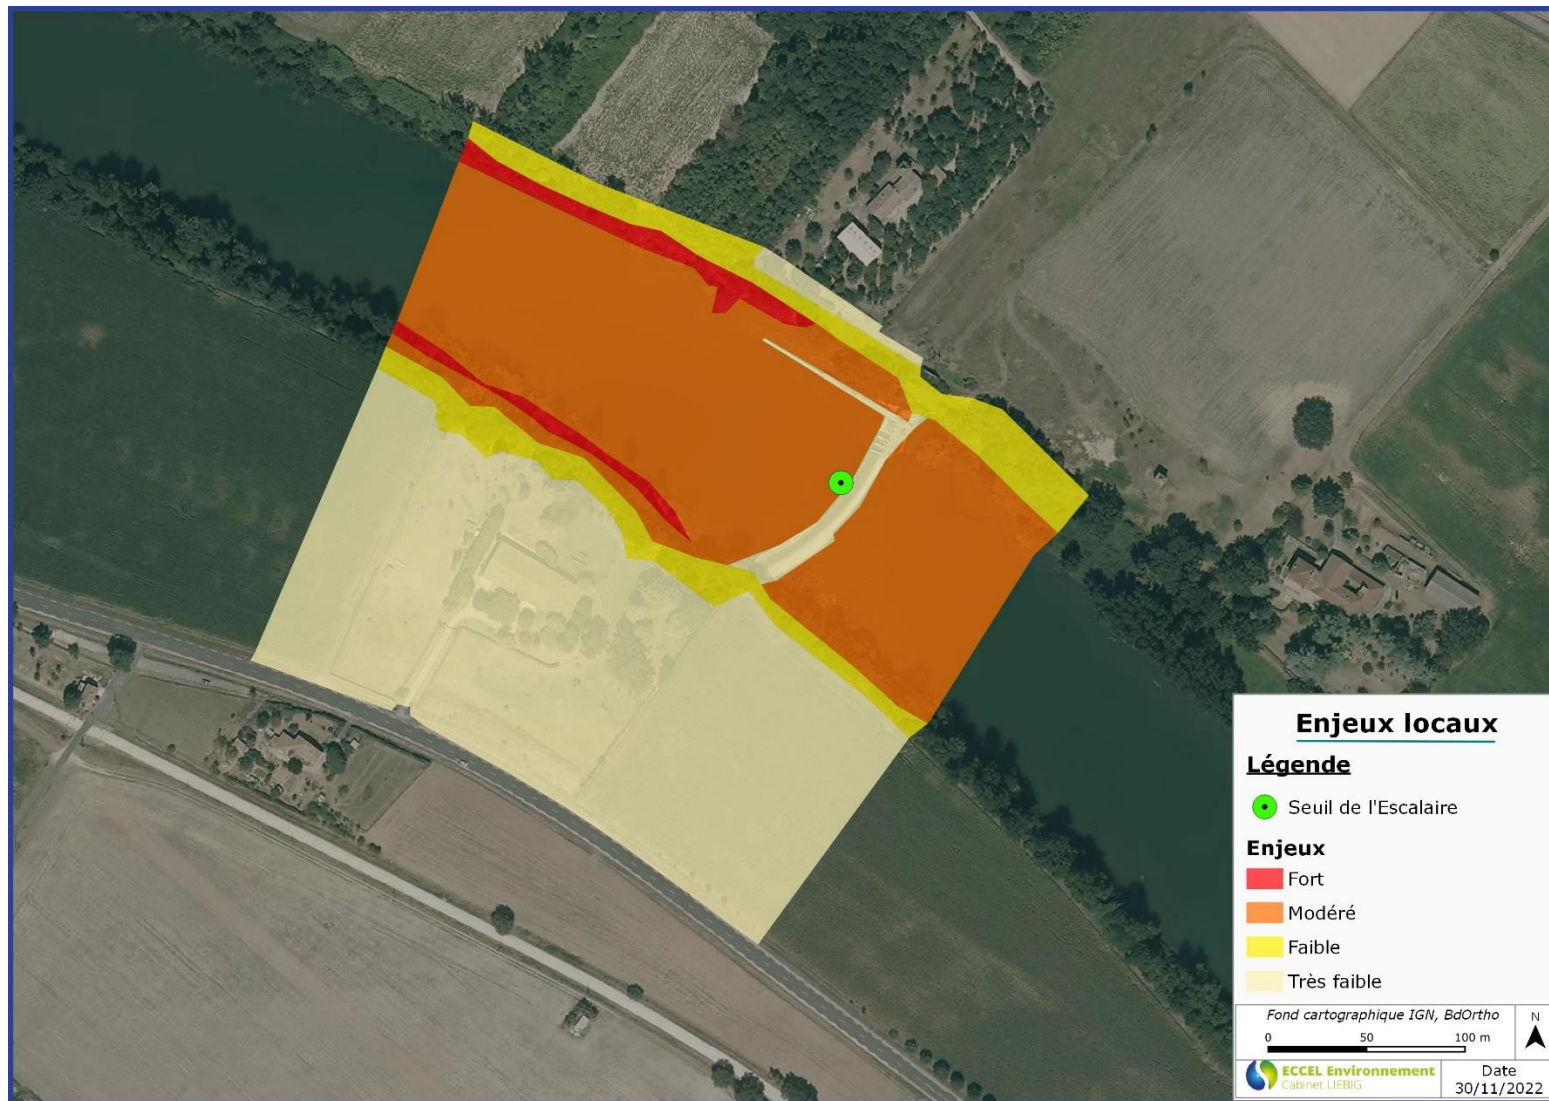 Enjeux locaux
Légende
Seuil de l'Escalaire
Enjeux
Fort
Modéré
Faible
Très faible
Fond cartographique IGN, BdOrtho
0 50 100 m
N
ECCEL Environnement
Cabinet LIEBIG
Date
30/11/2022